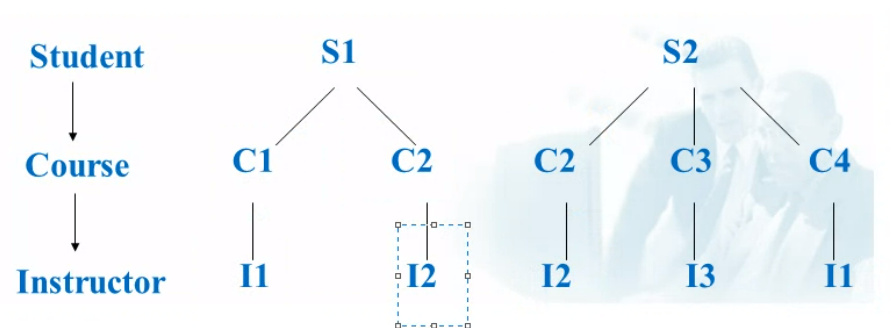 Student S1 S2
Course C1 C2 C2 C3 C4
Instructor I1 I2 I2 I3 I1